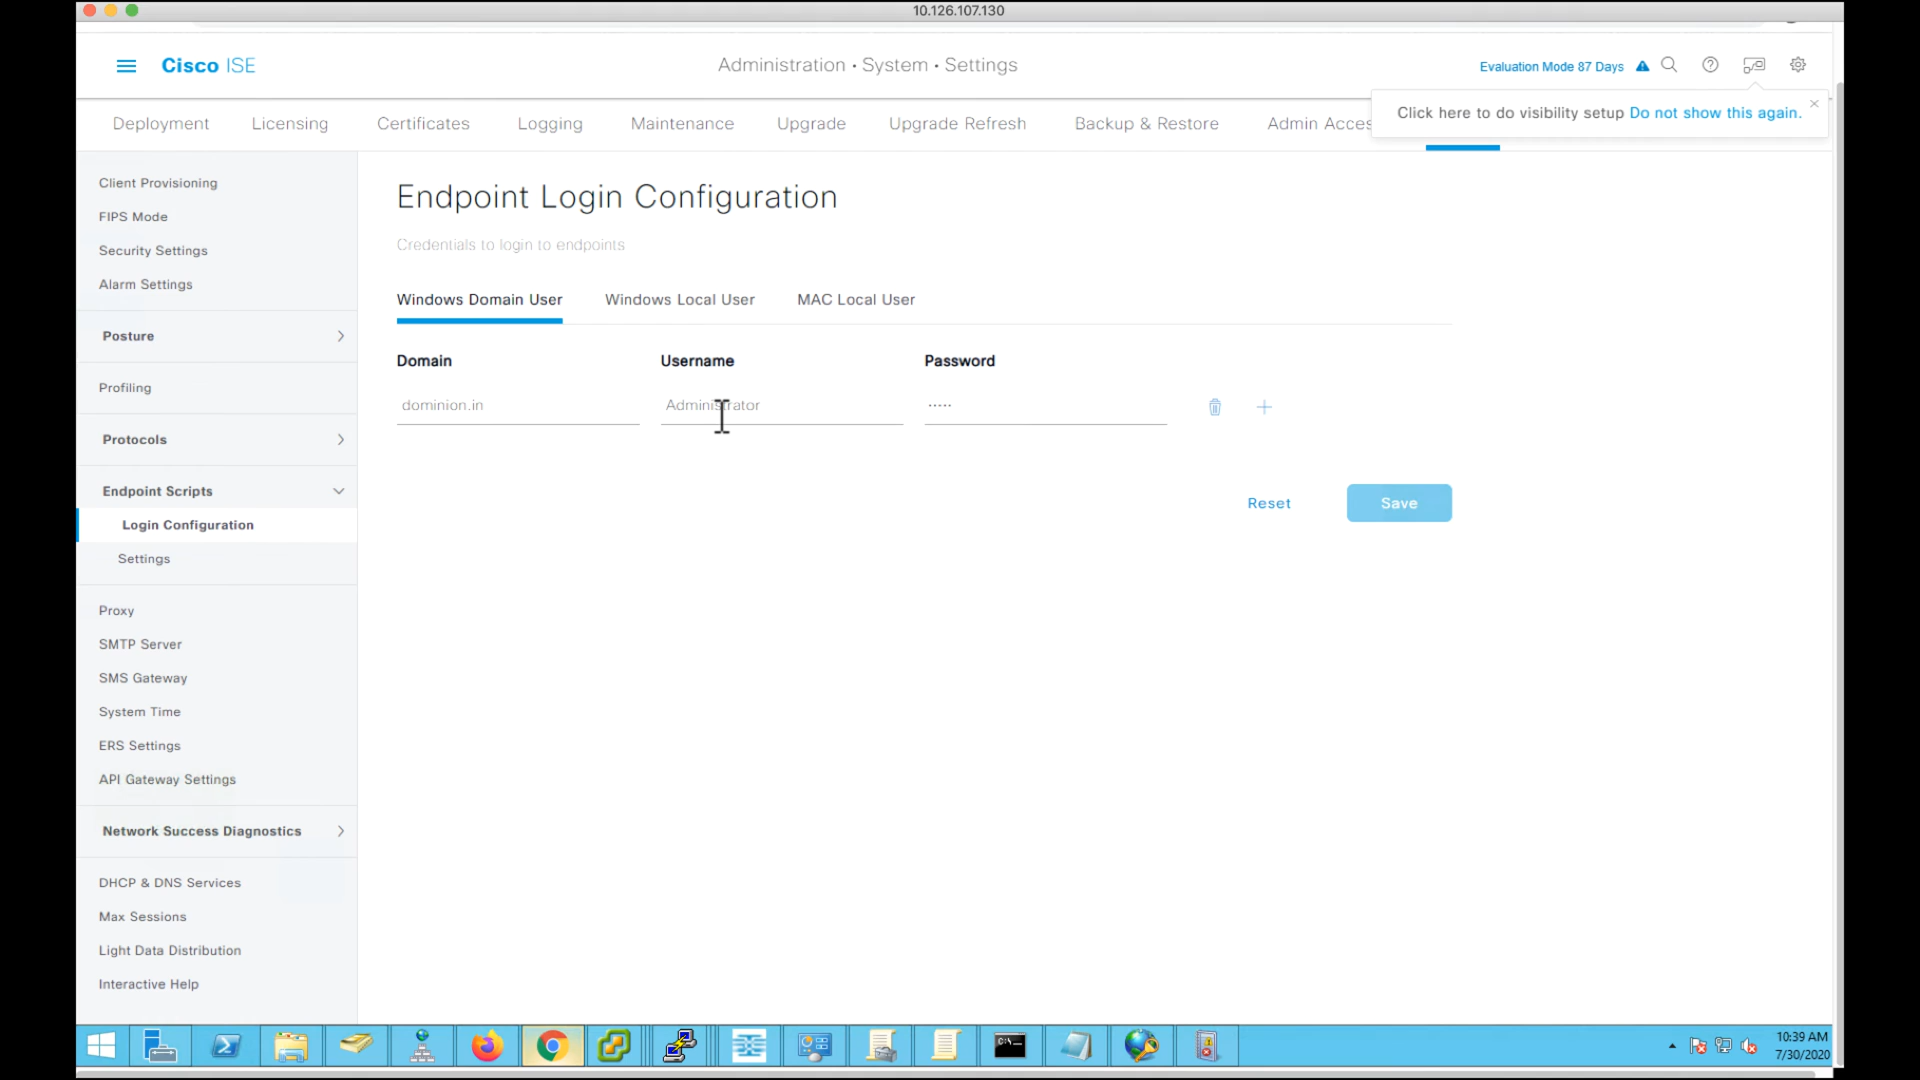 10.126.107.130
Cisco ISE
Administration • System • Settings
Evaluation Mode 87 Days
Click here to do visibility setup Do not show this again.
Deployment
Licensing
Certificates
Logging
Maintenance
Upgrade
Upgrade Refresh
Backup & Restore
Admin Acces
Client Provisioning
FIPS Mode
Security Settings
Alarm Settings
Posture
Profiling
Protocols
Endpoint Scripts
Login Configuration
Settings
Proxy
SMTP Server
SMS Gateway
System Time
ERS Settings
API Gateway Settings
Network Success Diagnostics
DHCP & DNS Services
Max Sessions
Light Data Distribution
Interactive Help
Endpoint Login Configuration
Credentials to login to endpoints
Windows Domain User
Windows Local User
MAC Local User
Domain
Username
Password
dominion.in
Administrator
·····
Reset
Save
10:39 AM
7/30/2020